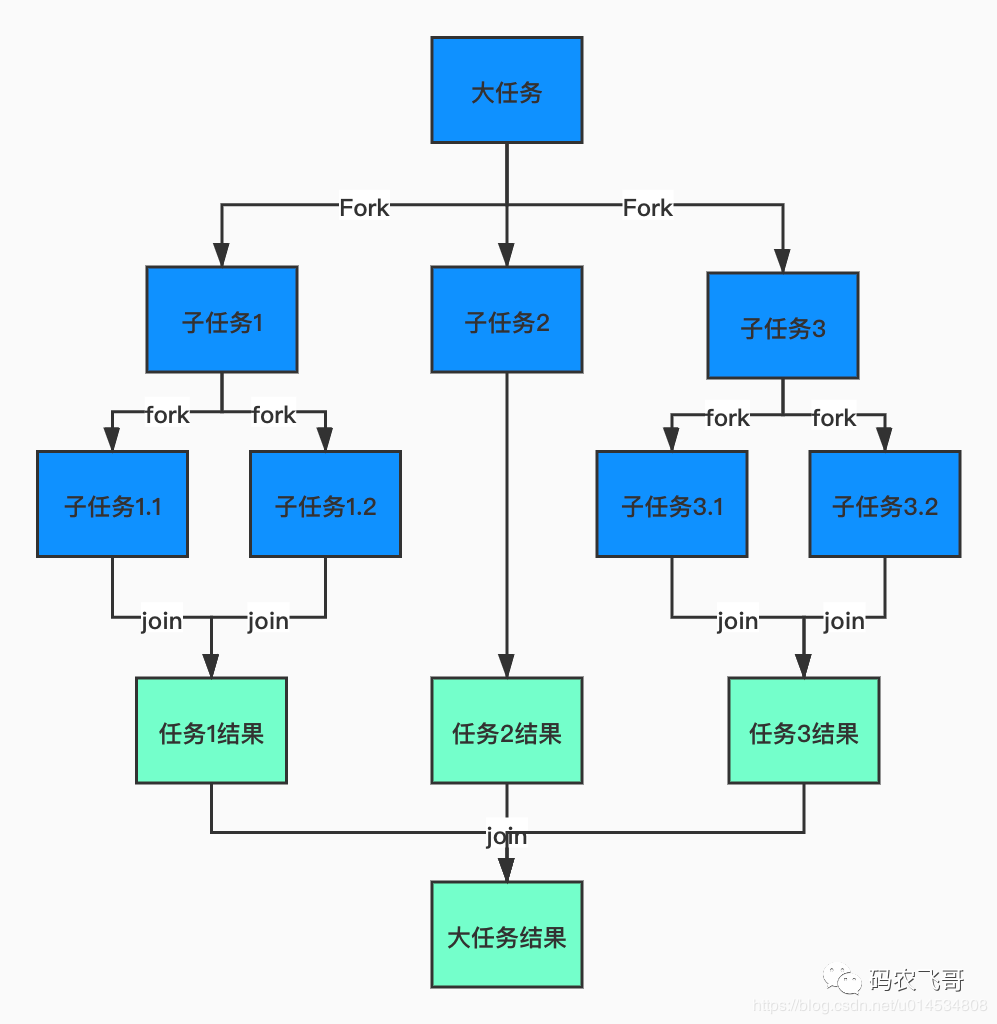 大任务
Fork
Fork
子任务1
子任务2
子任务3
fork
fork
fork
fork
子任务1.1
子任务1.2
子任务3.1
子任务3.2
join
join
join
join
任务1结果
任务2结果
任务3结果
join
大任务结果
码农飞哥
https://blog.csdn.net/u014534808